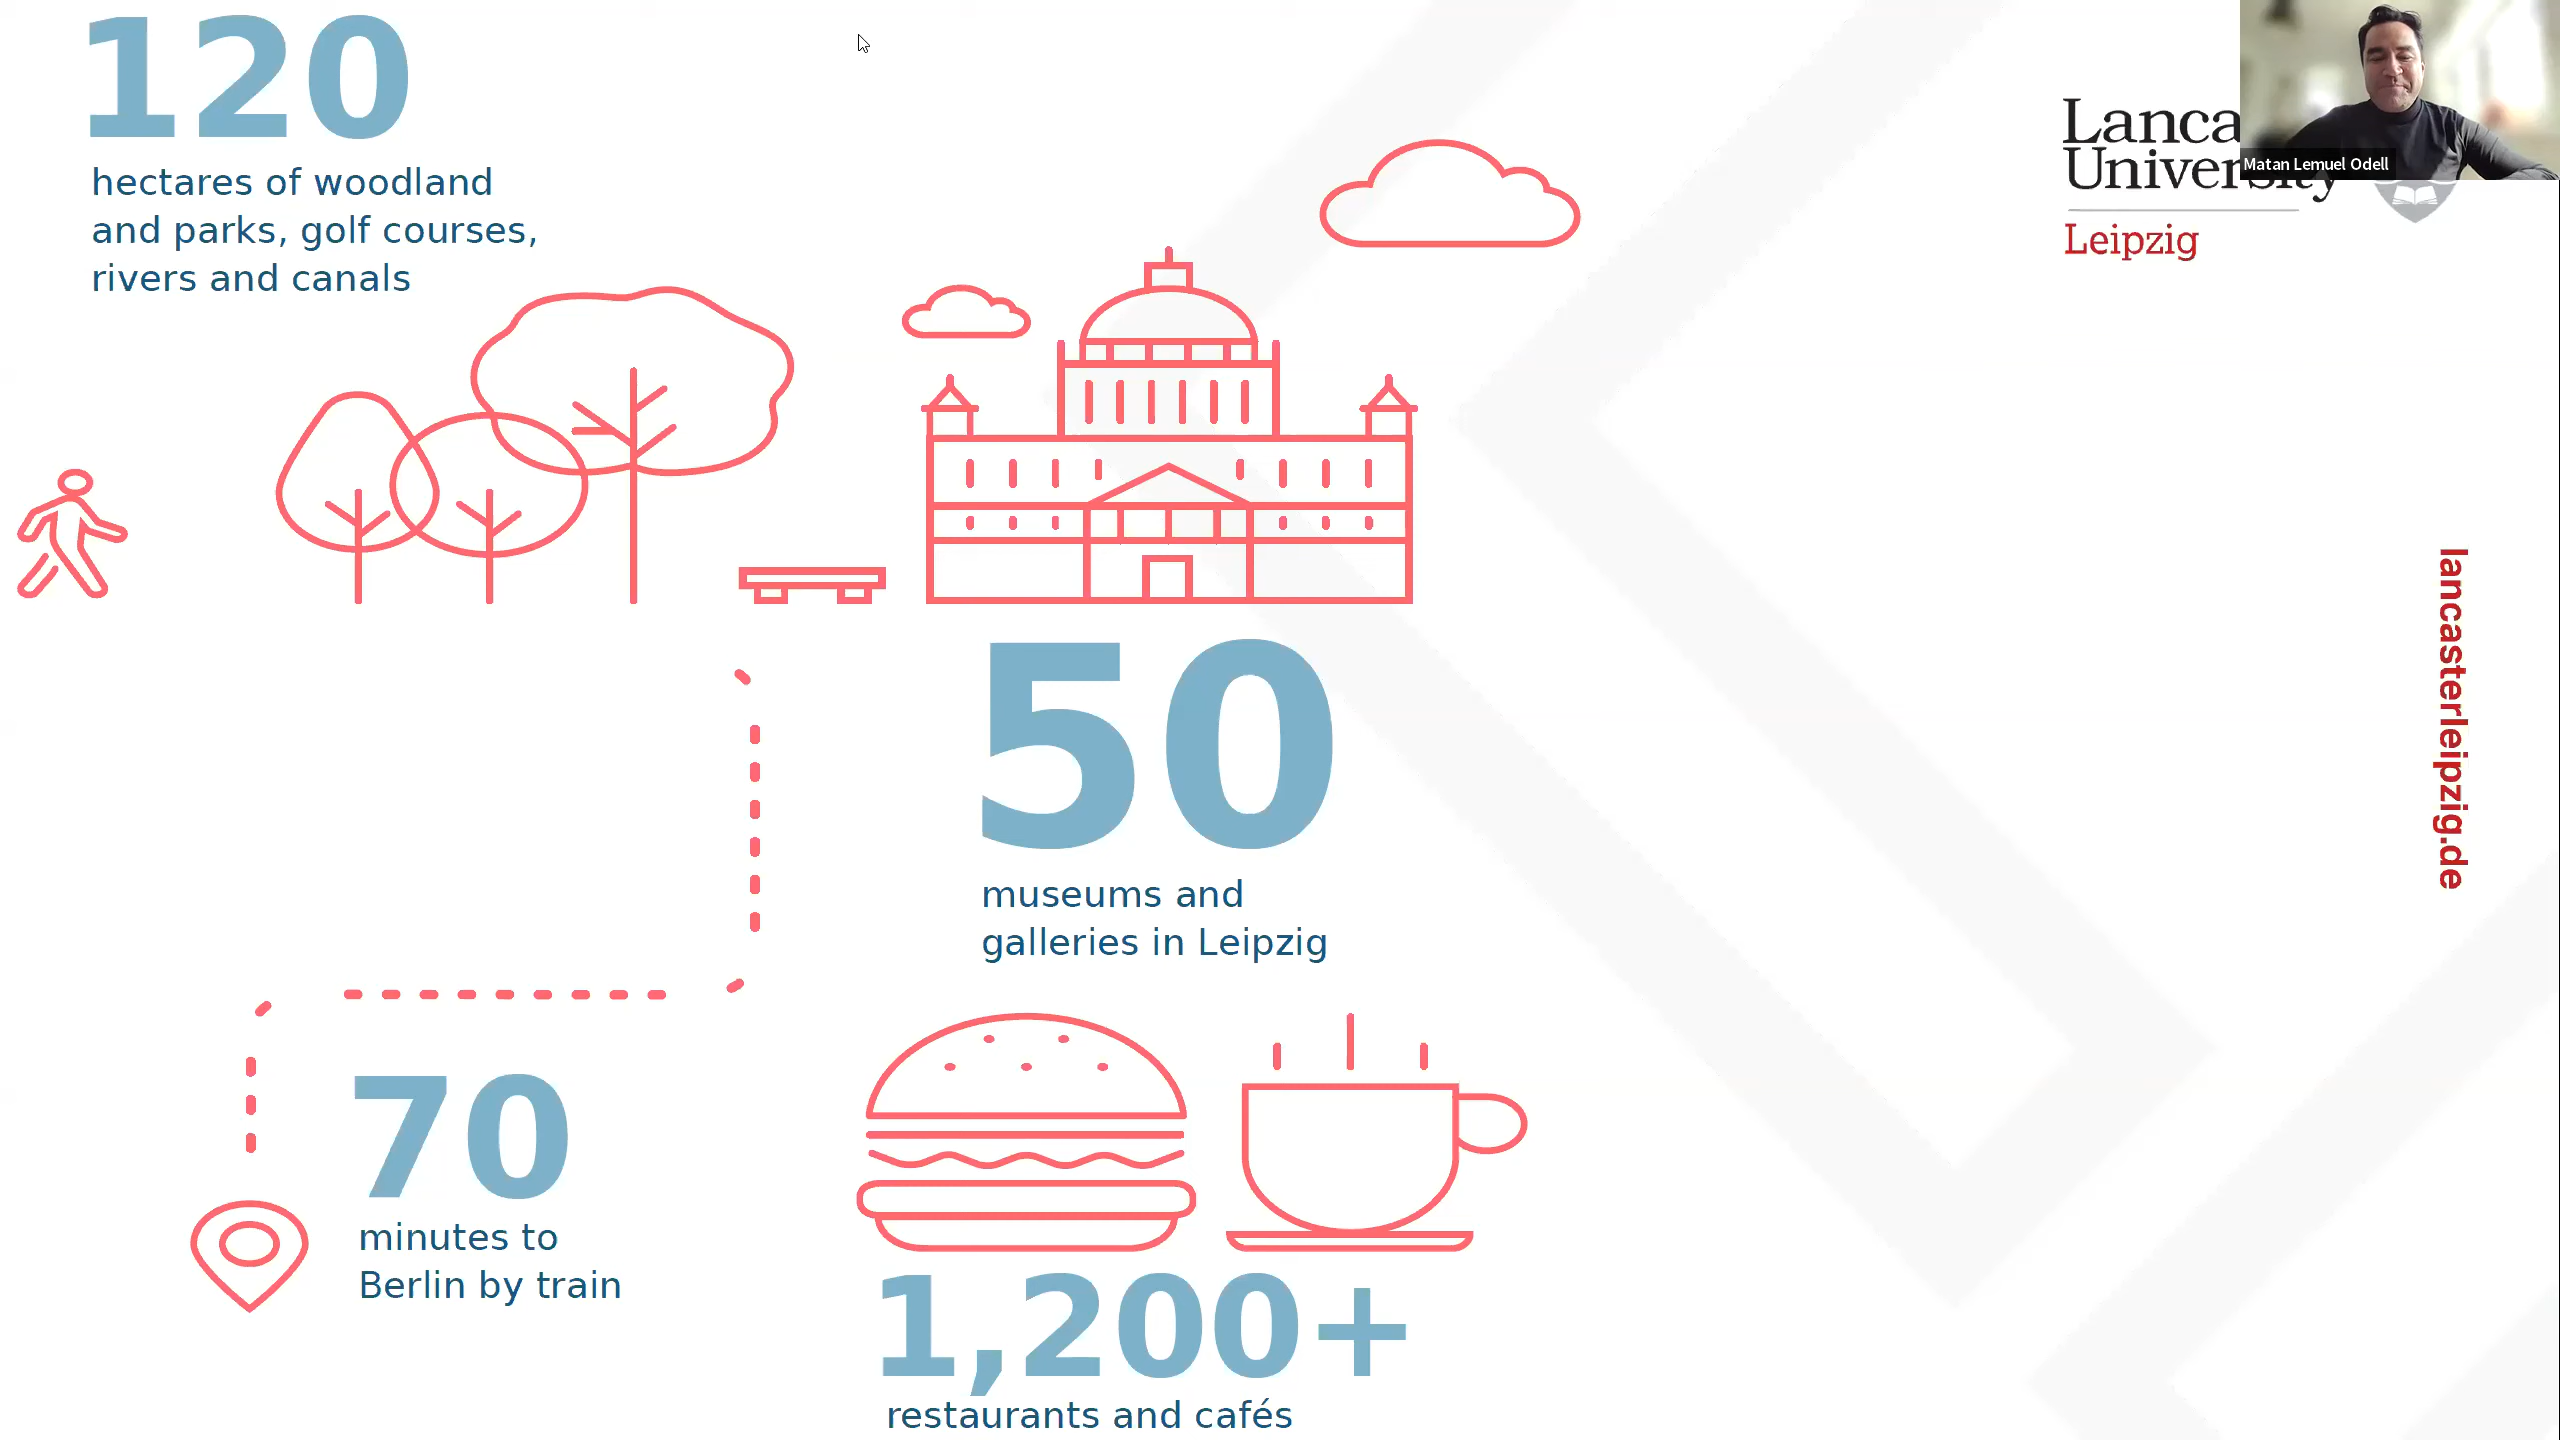 120
hectares of woodland
and parks, golf courses,
rivers and canals
Lanca
University
Leipzig
Matan Lemuel Odell
lancasterleipzig.de
50
museums and
galleries in Leipzig
70
minutes to
Berlin by train
1,200+
restaurants and cafés